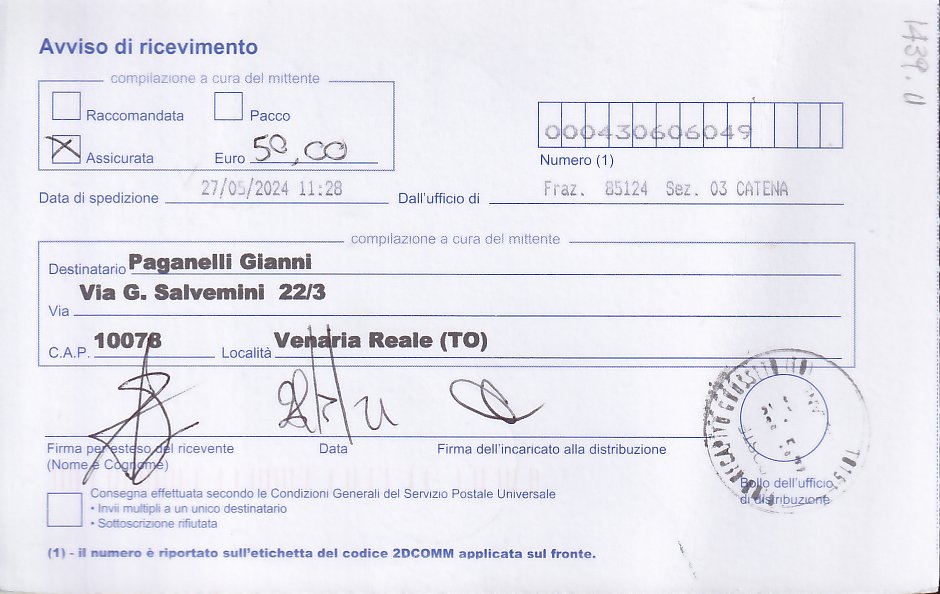 Avviso di ricevimento
compilazione a cura del mittente
Raccomandata Pacco
Assicurata Euro 50,00
000430606049
Numero (1)
Data di spedizione 27/05/2024 11:28 Dall'ufficio di Fraz. 85124 Sez. 03 CATENA
compilazione a cura del mittente
Destinatario Paganelli Gianni
Via G. Salvemini 22/3
Via
C.A.P. 10078 Località Venaria Reale (TO)
Firma per esteso del ricevente Data Firma dell'incaricato alla distribuzione
(Nome e Cognome)
Bollo dell'ufficio
di distribuzione
Consegna effettuata secondo le Condizioni Generali del Servizio Postale Universale
• Invii multipli a un unico destinatario
• Sottoscrizione rifiutata
(1) - il numero è riportato sull'etichetta del codice 2DCOMM applicata sul fronte.